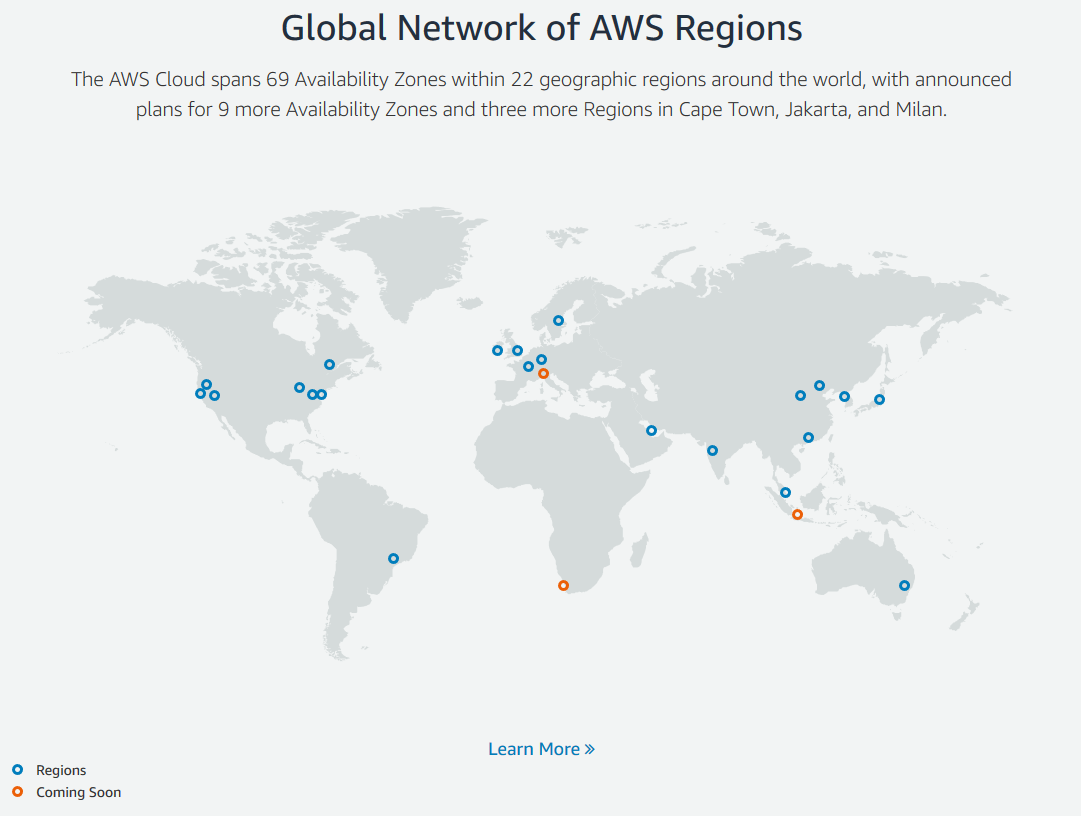 Global Network of AWS Regions
The AWS Cloud spans 69 Availability Zones within 22 geographic regions around the world, with announced
plans for 9 more Availability Zones and three more Regions in Cape Town, Jakarta, and Milan.
Learn More »
Regions
Coming Soon